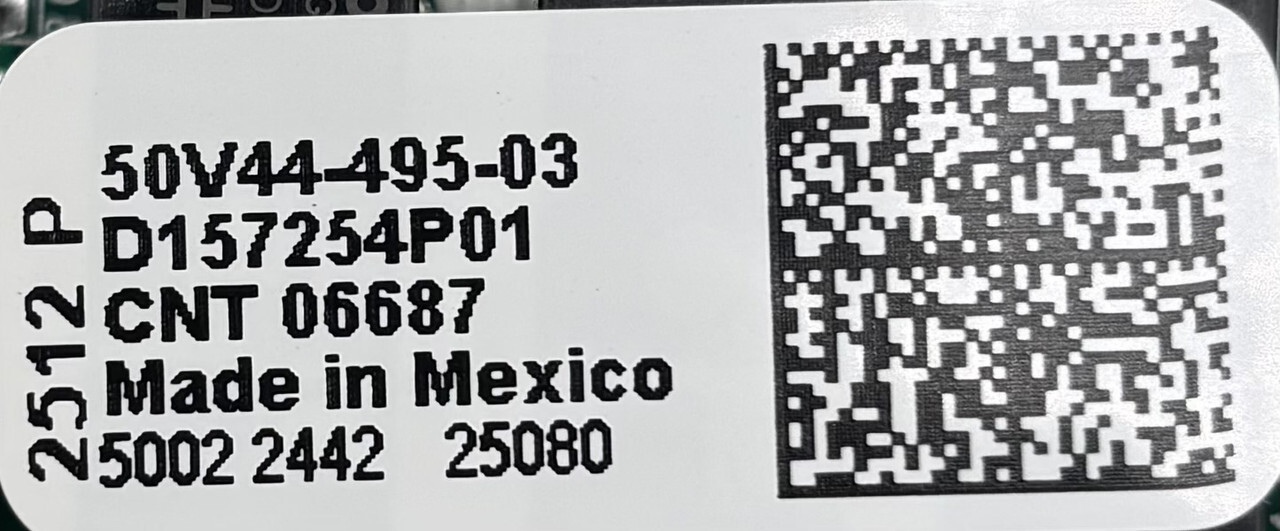 50V44-495-03
D157254P01
CNT 06687
Made in Mexico
5002 2442 25080
2512 P